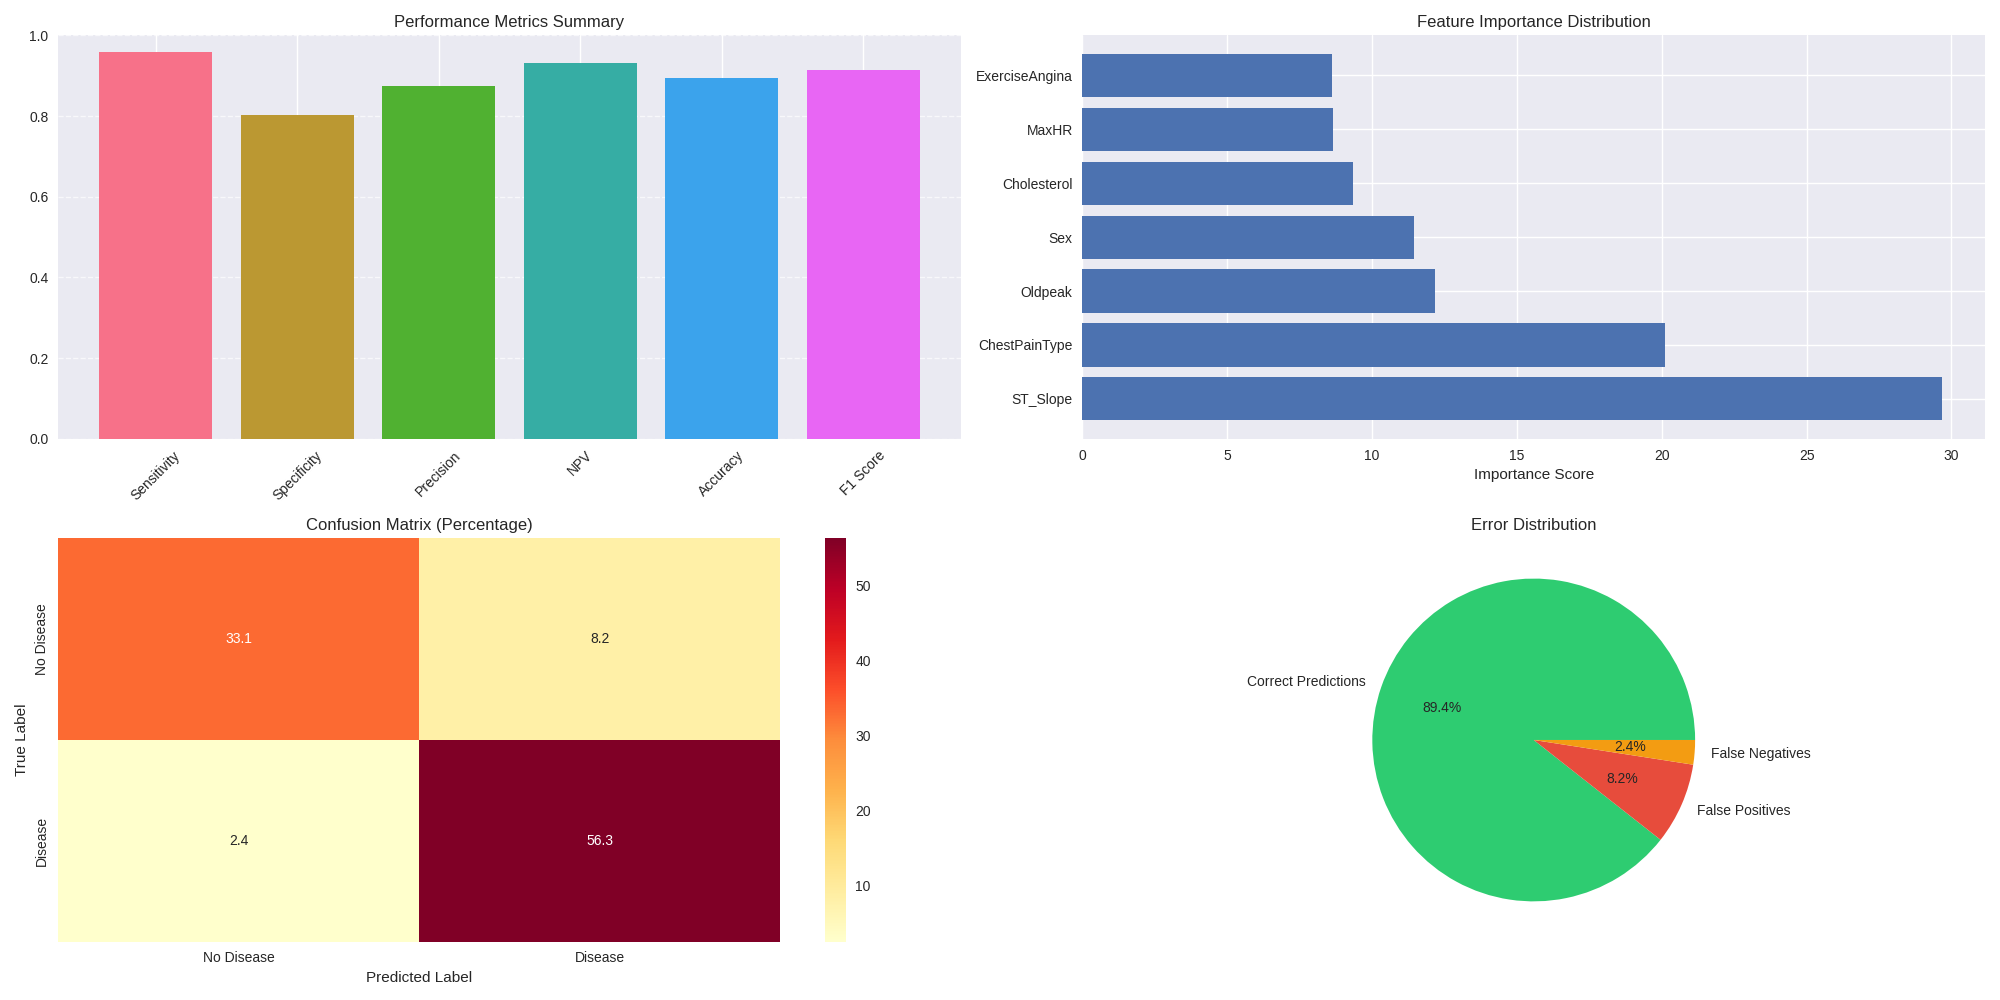 Performance Metrics Summary
1.0
0.8
0.6
0.4
0.2
0.0
Sensitivity
Specificity
Precision
NPV
Accuracy
F1 Score
Feature Importance Distribution
ExerciseAngina
MaxHR
Cholesterol
Sex
Oldpeak
ChestPainType
ST_Slope
0 5 10 15 20 25 30
Importance Score
Confusion Matrix (Percentage)
True Label
No Disease
Disease
33.1 8.2
2.4 56.3
No Disease Disease
Predicted Label
50
40
30
20
10
Error Distribution
Correct Predictions
89.4%
2.4%
False Negatives
8.2%
False Positives